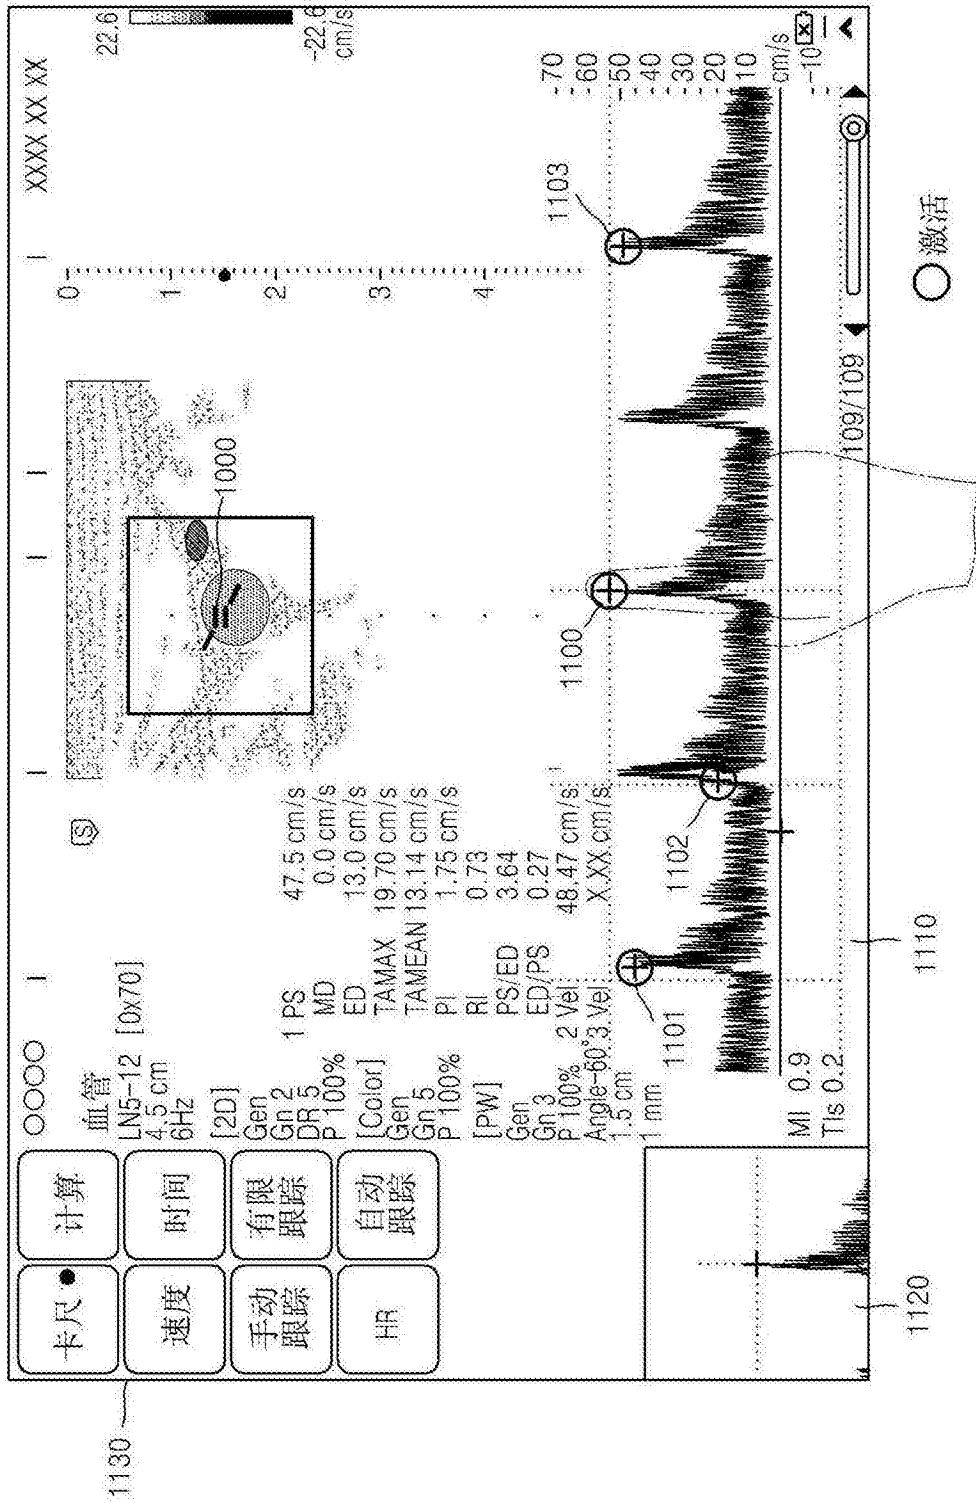 1130
卡尺
计算
速度
时间
手动
跟踪
有限
跟踪
HR
自动
跟踪
1120
○○○○
血管
LN5-12 [0x70]
4.5 cm
6Hz
[2D]
Gen
Gn 2
DR 5
P 100%
[Color]
Gen
Gn 5
P 100%
[PW]
Gen
Gn 3
P 100%
Angle-60°
1.5 cm
1 mm
MI 0.9
TIs 0.2
1 PS 47.5 cm/s
MD 0.0 cm/s
ED 13.0 cm/s
TAMAX 19.70 cm/s
TAMEAN 13.14 cm/s
PI 1.75 cm/s
RI 0.73
PS/ED 3.64
ED/PS 0.27
2 Vel 48.47 cm/s
3 Vel X.XX cm/s
S
1000
XXXX XX XX
22.6
-22.6
cm/s
0
1
2
3
4
1101
1102
1100
1103
1110
-70
-60
-50
-40
-30
-20
-10
cm/s
-10
109/109
激活